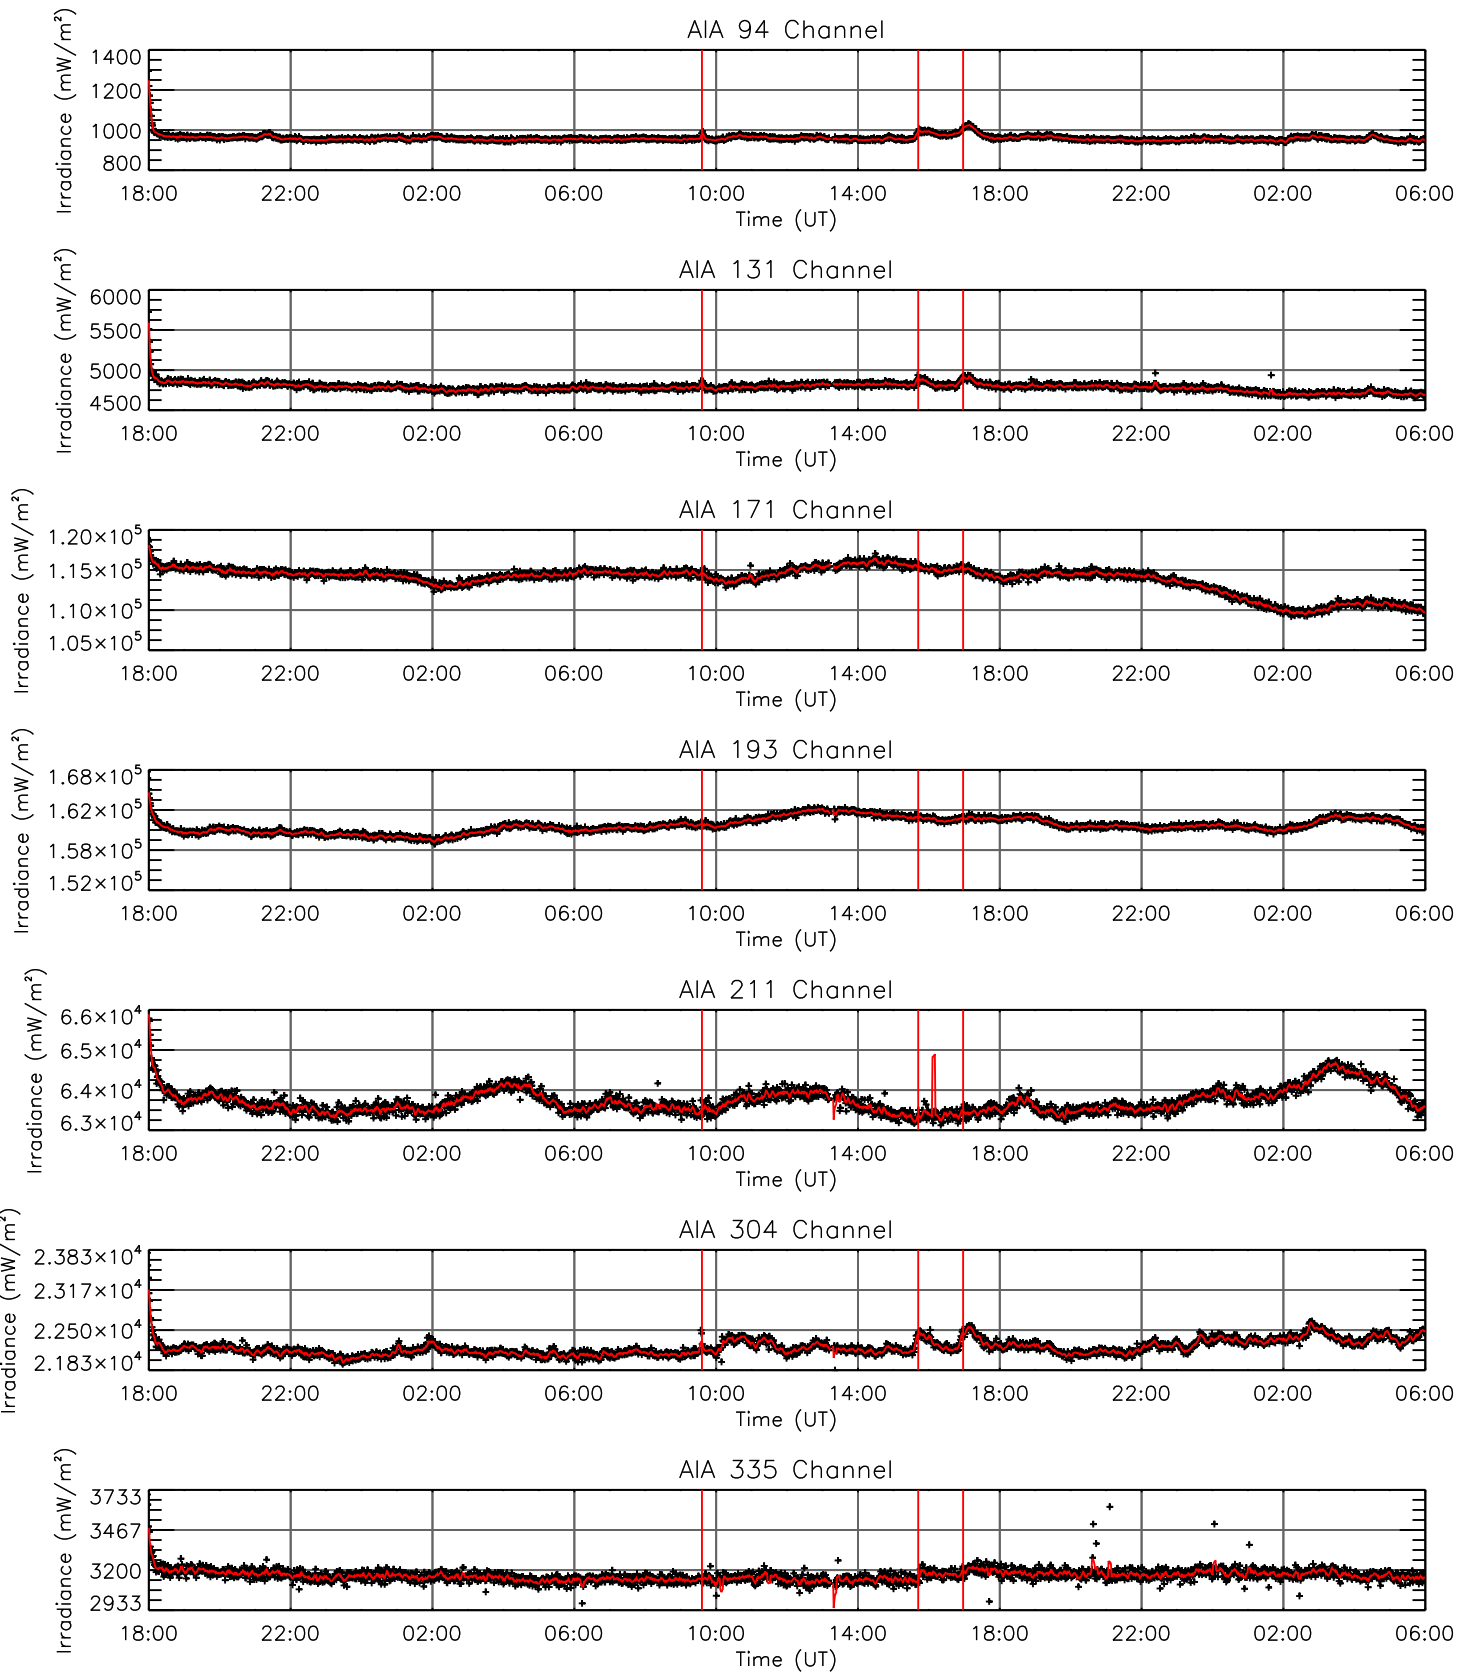 AIA 94 Channel
Irradiance (mW/m²)
1400
1200
1000
800
18:00 22:00 02:00 06:00 10:00 14:00 18:00 22:00 02:00 06:00
Time (UT)
AIA 131 Channel
Irradiance (mW/m²)
6000
5500
5000
4500
18:00 22:00 02:00 06:00 10:00 14:00 18:00 22:00 02:00 06:00
Time (UT)
AIA 171 Channel
Irradiance (mW/m²)
1.20×10⁵
1.15×10⁵
1.10×10⁵
1.05×10⁵
18:00 22:00 02:00 06:00 10:00 14:00 18:00 22:00 02:00 06:00
Time (UT)
AIA 193 Channel
Irradiance (mW/m²)
1.68×10⁵
1.62×10⁵
1.58×10⁵
1.52×10⁵
18:00 22:00 02:00 06:00 10:00 14:00 18:00 22:00 02:00 06:00
Time (UT)
AIA 211 Channel
Irradiance (mW/m²)
6.6×10⁴
6.5×10⁴
6.4×10⁴
6.3×10⁴
18:00 22:00 02:00 06:00 10:00 14:00 18:00 22:00 02:00 06:00
Time (UT)
AIA 304 Channel
Irradiance (mW/m²)
2.383×10⁴
2.317×10⁴
2.250×10⁴
2.183×10⁴
18:00 22:00 02:00 06:00 10:00 14:00 18:00 22:00 02:00 06:00
Time (UT)
AIA 335 Channel
Irradiance (mW/m²)
3733
3467
3200
2933
18:00 22:00 02:00 06:00 10:00 14:00 18:00 22:00 02:00 06:00
Time (UT)